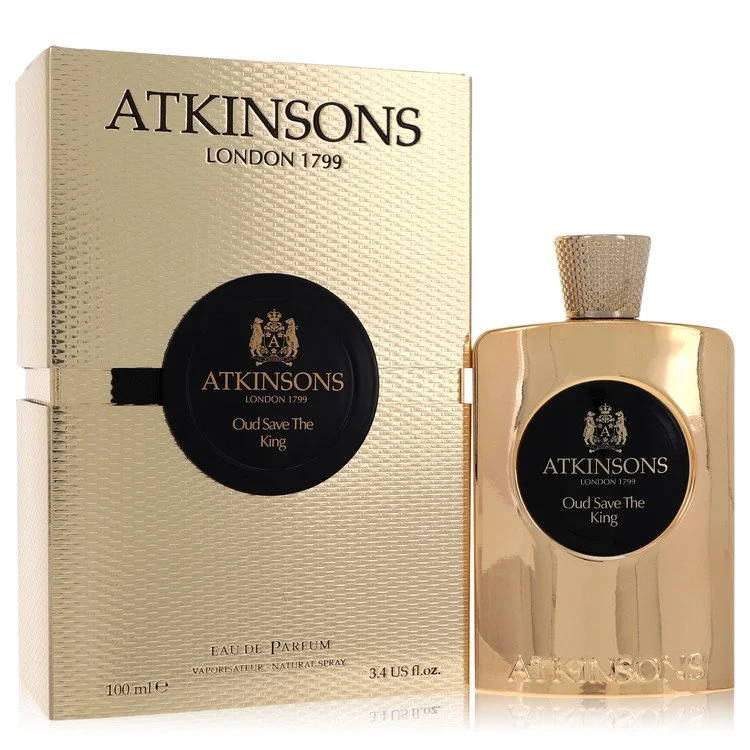 ATKINSONS
LONDON 1799
A
ATKINSONS
LONDON 1799
Oud Save The
King
EAU DE PARFUM
VAPORISATEUR - NATURAL SPRAY
100 ml ℮
3.4 US fl.oz.
ATKINSONS
LONDON 1799
Oud Save The
King
ATKINSONS